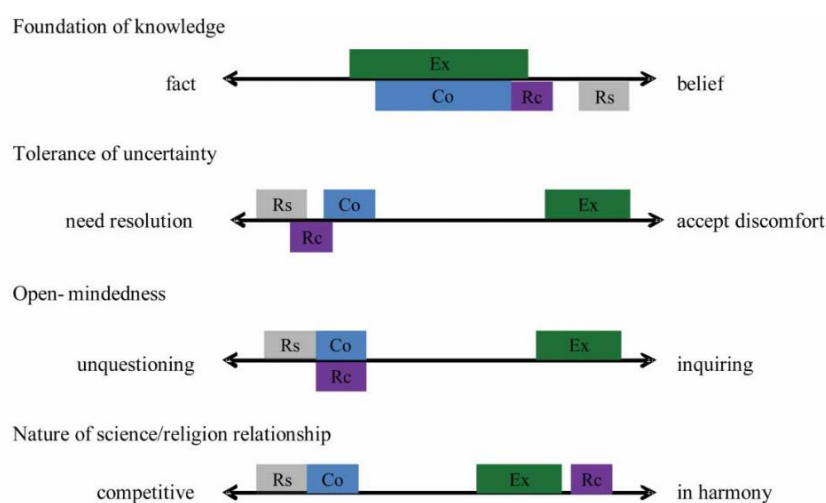 Foundation of knowledge
Ex
fact belief
Co Rc Rs
Tolerance of uncertainty
Rs Co Ex
need resolution accept discomfort
Rc
Open- mindedness
Rs Co Ex
unquestioning inquiring
Rc
Nature of science/religion relationship
Rs Co Ex Rc
competitive in harmony